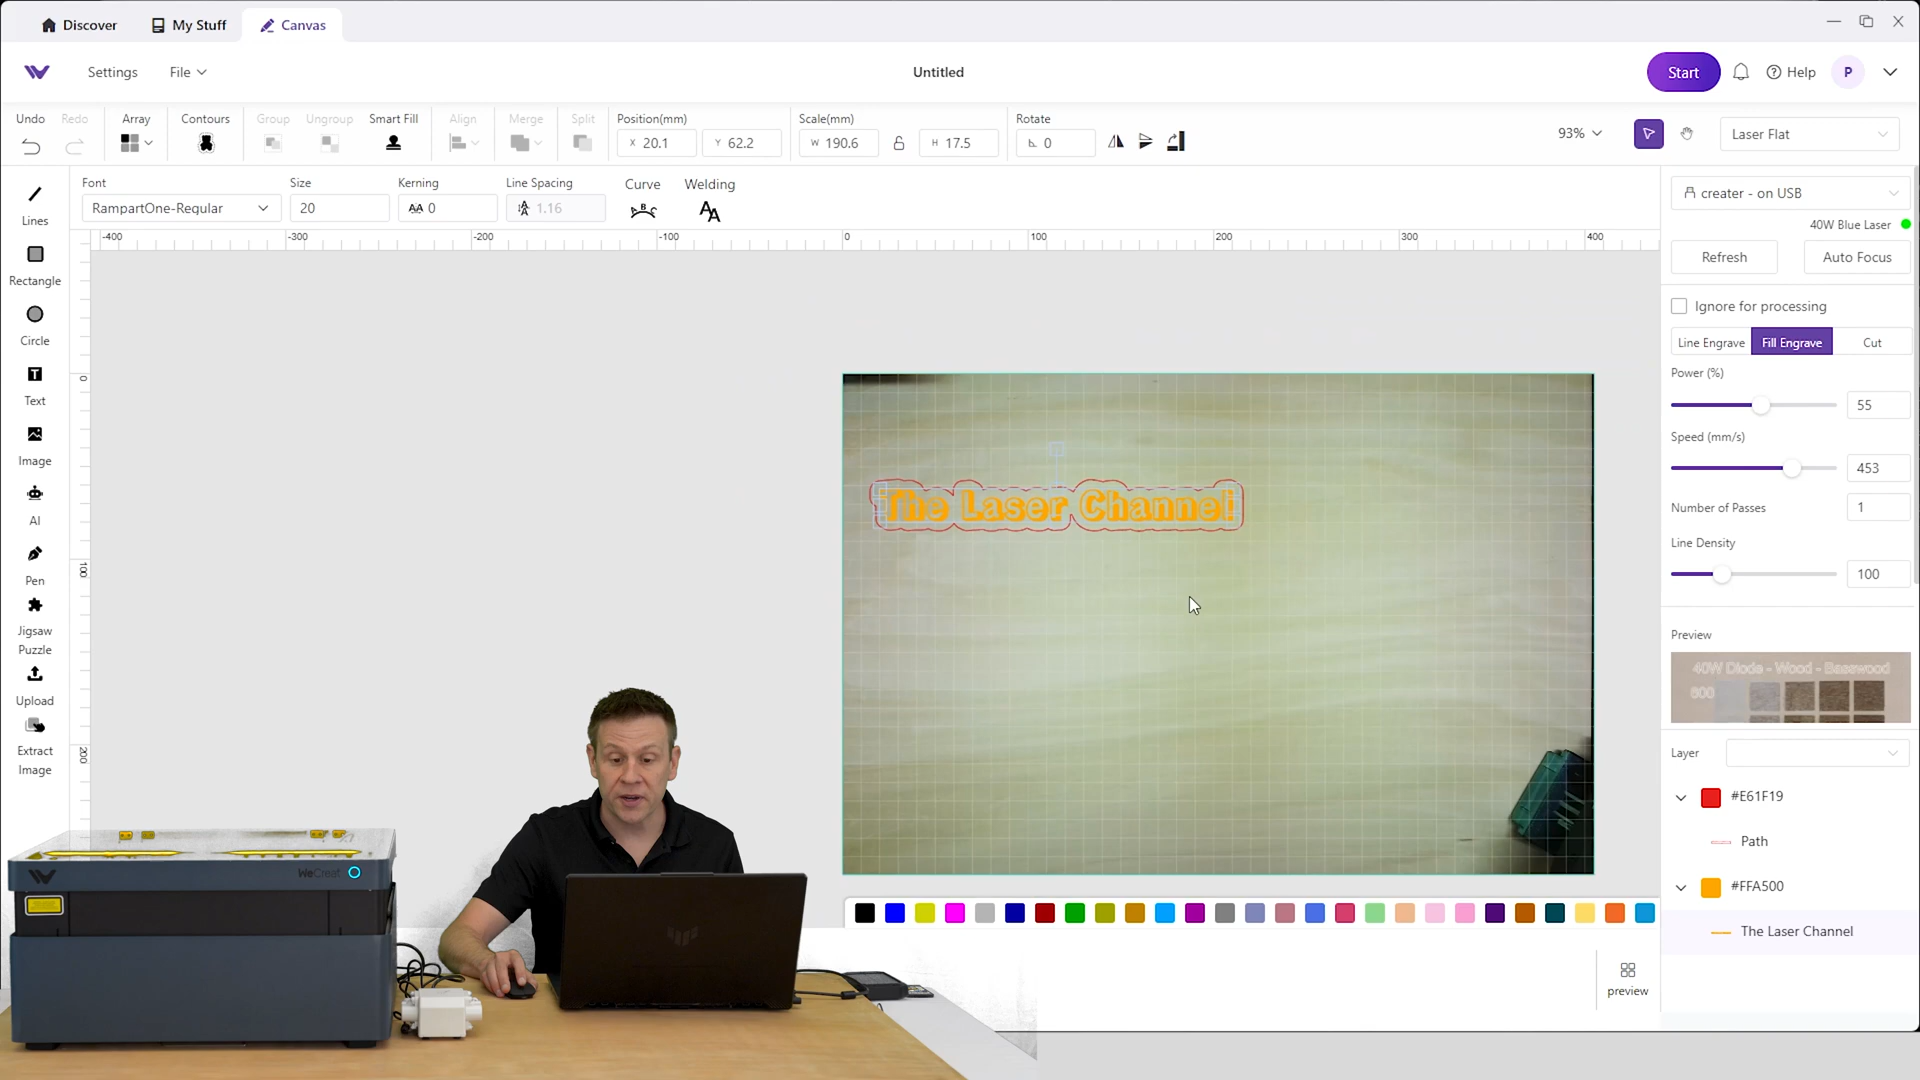 Discover My Stuff Canvas
Settings File Untitled Start Help P
Undo Redo Array Contours Group Ungroup Smart Fill Align Merge Split Position(mm) Scale(mm) Rotate
X 20.1 Y 62.2 W 190.6 H 17.5 0 93% Laser Flat
Font Size Kerning Line Spacing Curve Welding
RampartOne-Regular 20 AA 0 1.16
-400 -300 -200 -100 0 100 200 300 400
0
100
200
Lines
Rectangle
Circle
Text
Image
AI
Pen
Jigsaw
Puzzle
Upload
Extract
Image
The Laser Channel
WeCreat
creater - on USB
40W Blue Laser
Refresh Auto Focus
Ignore for processing
Line Engrave Fill Engrave Cut
Power (%)
55
Speed (mm/s)
453
Number of Passes 1
Line Density
100
Preview
40W Diode - Wood - Basswood
600
Layer
#E61F19
Path
#FFA500
The Laser Channel
preview